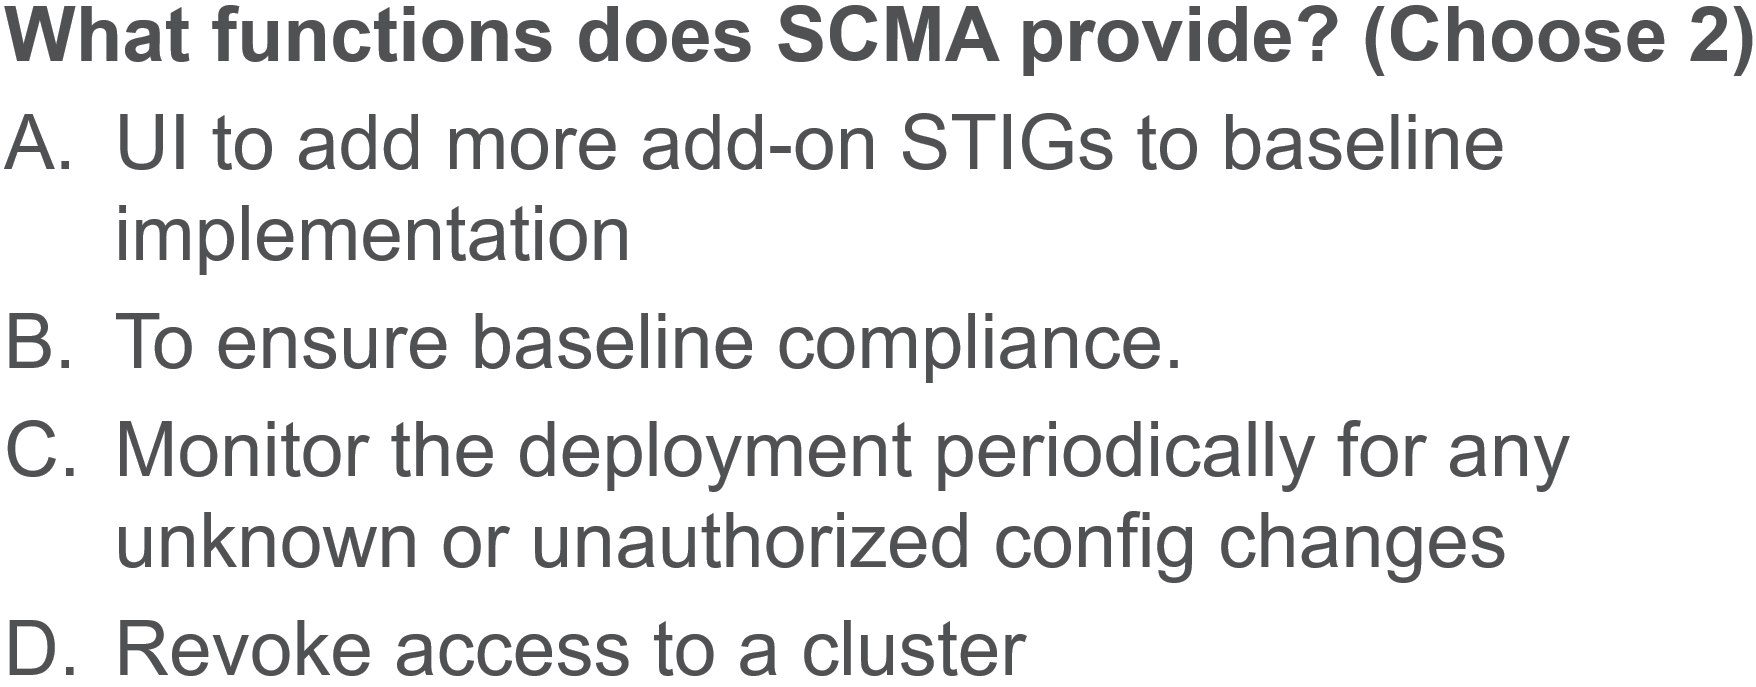 What functions does SCMA provide? (Choose 2)
A. UI to add more add-on STIGs to baseline
implementation
B. To ensure baseline compliance.
C. Monitor the deployment periodically for any
unknown or unauthorized config changes
D. Revoke access to a cluster